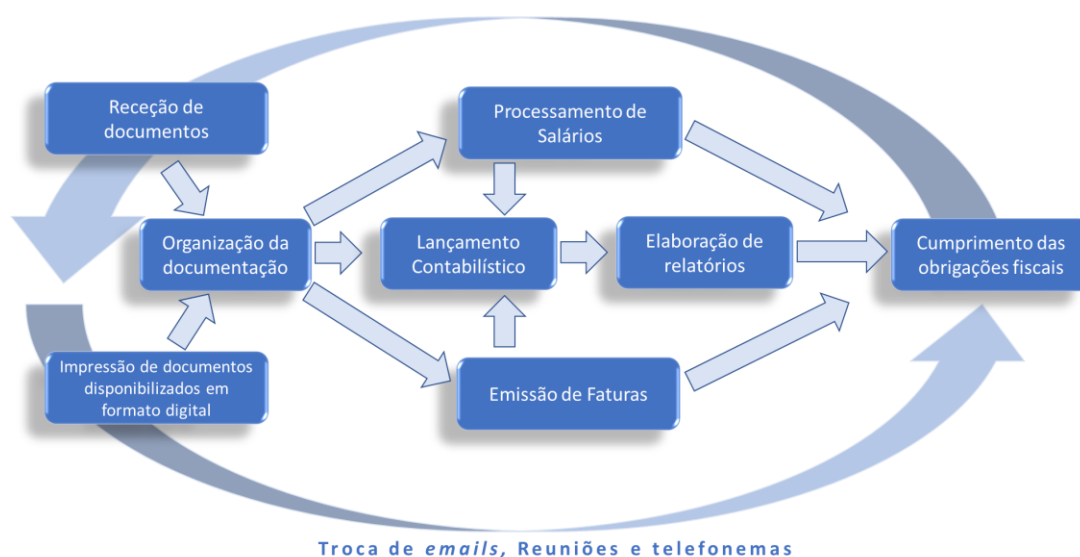 Receção de
documentos
Processamento de
Salários
Organização da
documentação
Lançamento
Contabilístico
Elaboração de
relatórios
Cumprimento das
obrigações fiscais
Impressão de documentos
disponibilizados em
formato digital
Emissão de Faturas
Troca de emails, Reuniões e telefonemas